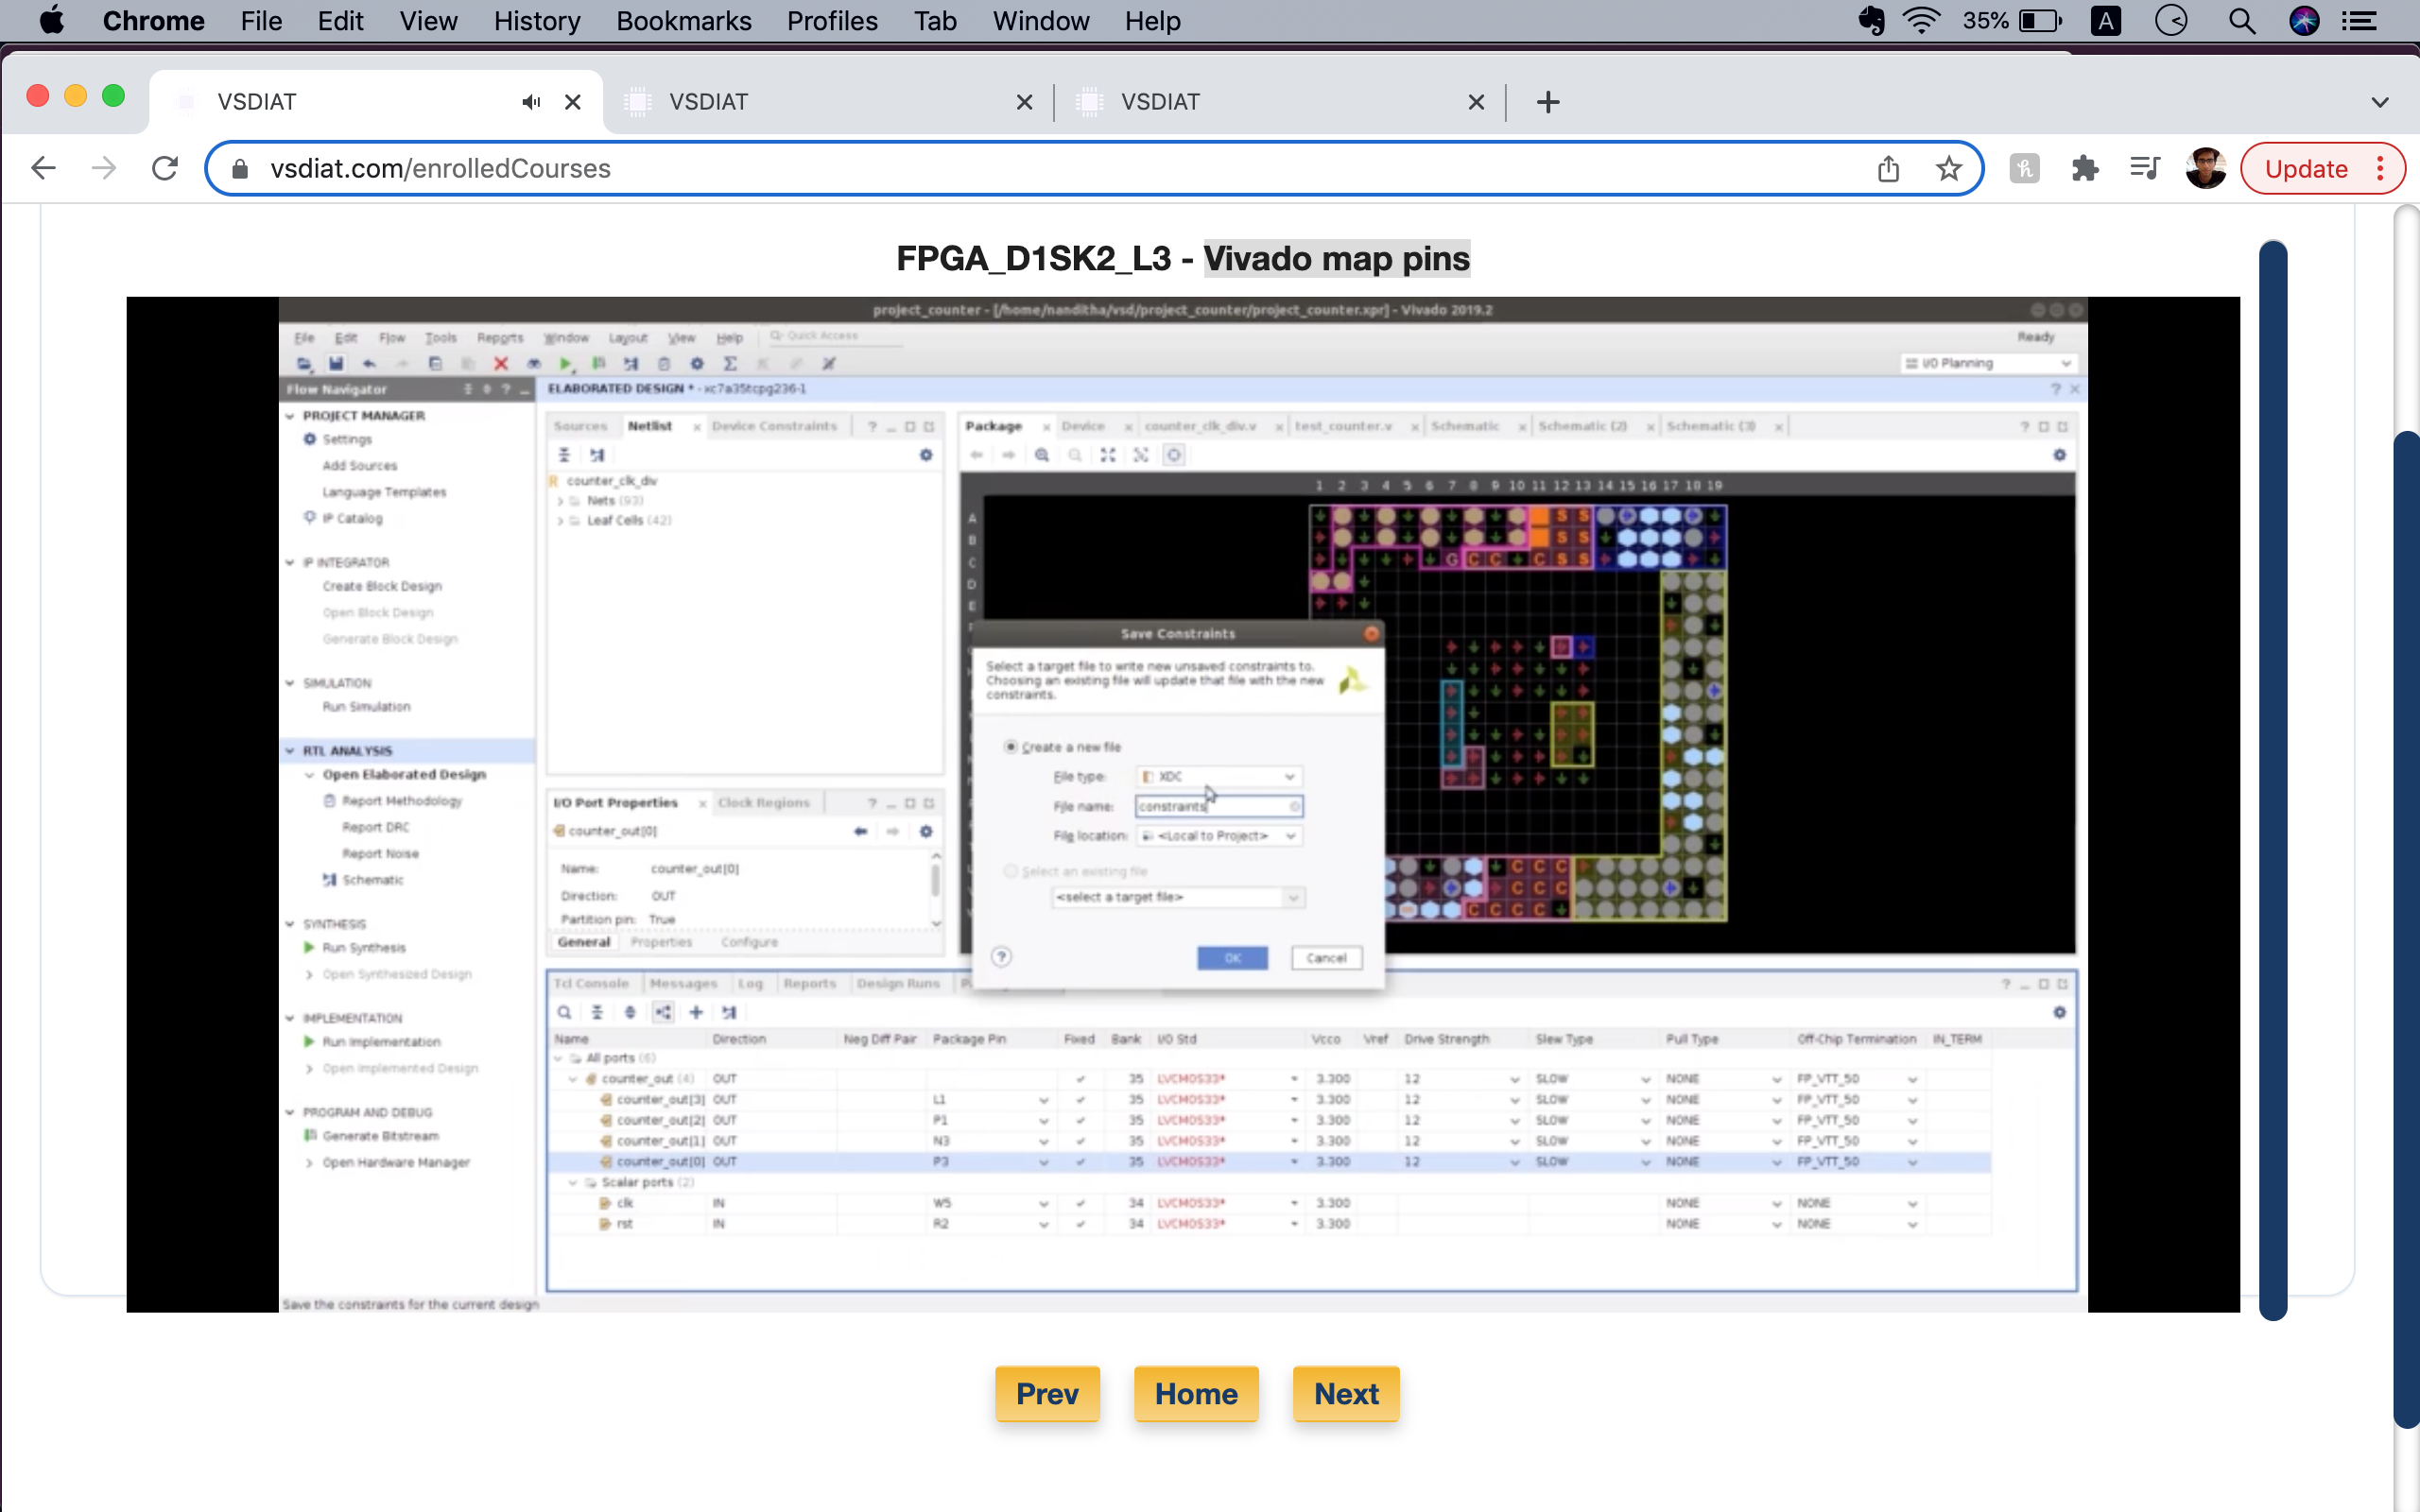 Chrome File Edit View History Bookmarks Profiles Tab Window Help 35% A
VSDIAT VSDIAT VSDIAT
vsdiat.com/enrolledCourses Update
FPGA_D1SK2_L3 - Vivado map pins
project_counter - [/home/nanditha/vsd/project_counter/project_counter.xpr] - Vivado 2019.2
File Edit Flow Tools Reports Window Layout View Help Quick Access Ready
I/O Planning
Flow Navigator
ELABORATED DESIGN * - xc7a35tcpg236-1
PROJECT MANAGER
Settings
Add Sources
Language Templates
IP Catalog
IP INTEGRATOR
Create Block Design
Open Block Design
Generate Block Design
SIMULATION
Run Simulation
RTL ANALYSIS
Open Elaborated Design
Report Methodology
Report DRC
Report Noise
Schematic
SYNTHESIS
Run Synthesis
Open Synthesized Design
IMPLEMENTATION
Run Implementation
Open Implemented Design
PROGRAM AND DEBUG
Generate Bitstream
Open Hardware Manager
Sources Netlist Device Constraints
counter_clk_div
Nets (93)
Leaf Cells (42)
I/O Port Properties Clock Regions
counter_out[0]
Name: counter_out[0]
Direction: OUT
Partition pin: True
General Properties Configure
Package Device counter_clk_div.v test_counter.v Schematic Schematic (2) Schematic (3)
1 2 3 4 5 6 7 8 9 10 11 12 13 14 15 16 17 18 19
A
B
C
D
E
Save Constraints
Select a target file to write new unsaved constraints to.
Choosing an existing file will update that file with the new
constraints.
Create a new file
File type: XDC
File name: constraints
File location: <Local to Project>
Select an existing file
<select a target file>
OK Cancel
Tcl Console Messages Log Reports Design Runs
Name Direction Neg Diff Pair Package Pin Fixed Bank I/O Std Vcco Vref Drive Strength Slew Type Pull Type Off-Chip Termination IN_TERM
All ports (6)
counter_out (4) OUT 35 LVCMOS33* 3.300 12 SLOW NONE FP_VTT_50
counter_out[3] OUT L1 35 LVCMOS33* 3.300 12 SLOW NONE FP_VTT_50
counter_out[2] OUT P1 35 LVCMOS33* 3.300 12 SLOW NONE FP_VTT_50
counter_out[1] OUT N3 35 LVCMOS33* 3.300 12 SLOW NONE FP_VTT_50
counter_out[0] OUT P3 35 LVCMOS33* 3.300 12 SLOW NONE FP_VTT_50
Scalar ports (2)
clk IN W5 34 LVCMOS33* 3.300 NONE NONE
rst IN R2 34 LVCMOS33* 3.300 NONE NONE
Save the constraints for the current design
Prev Home Next